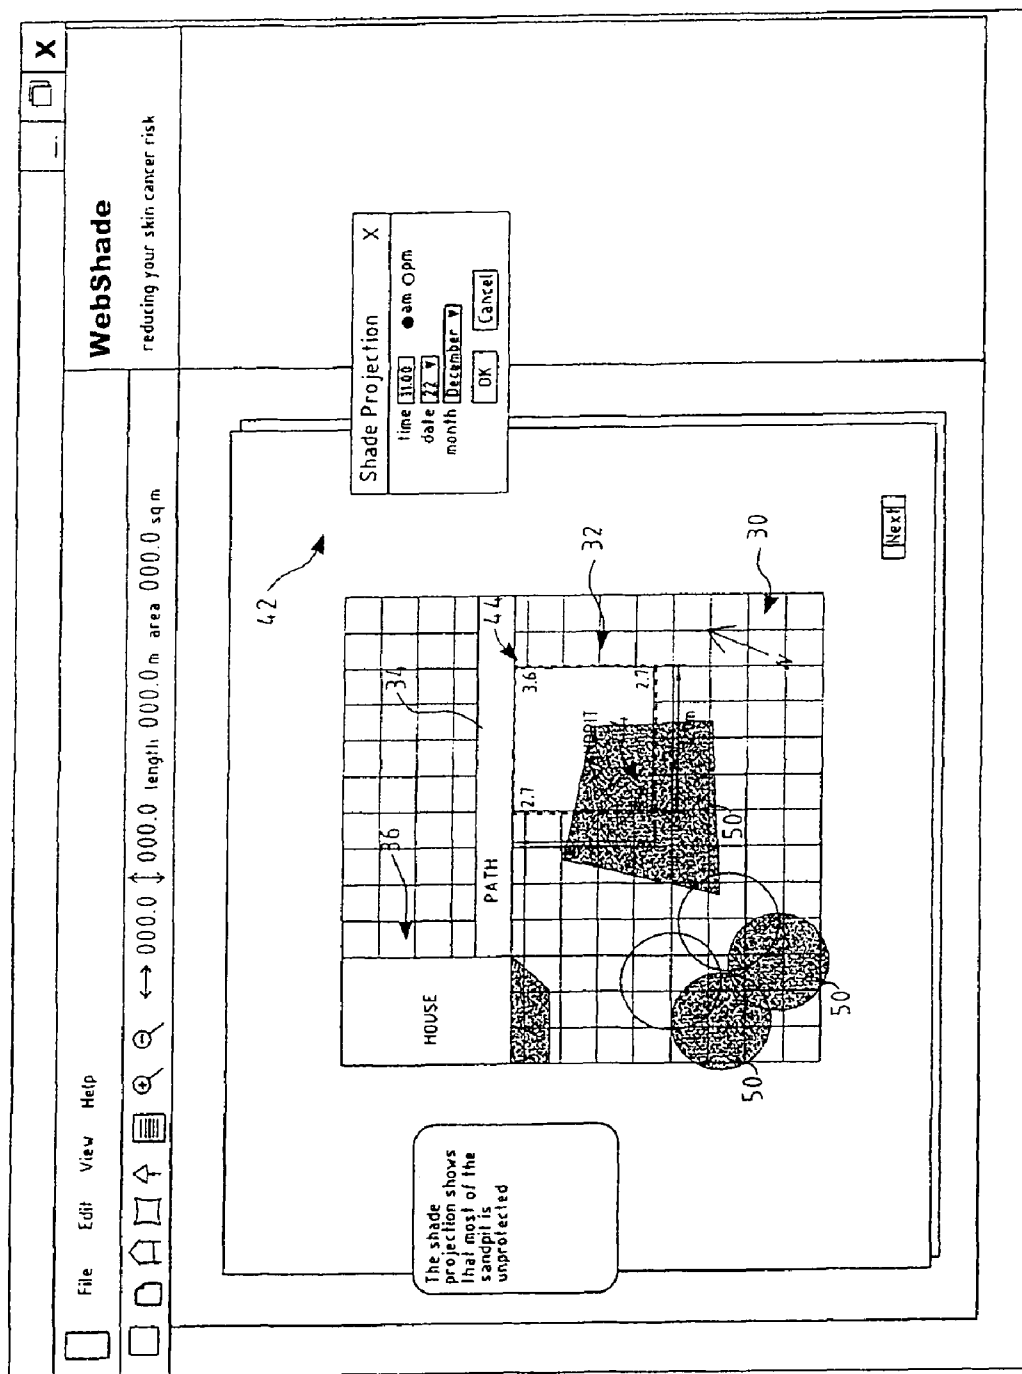 WebShade
reducing your skin cancer risk
File Edit View Help
000.0 000.0 length 000.0m area 000.0 sqm
42
Shade Projection X
time 11.00 am pm
date 22
month December
OK Cancel
The shade
projection shows
that most of the
sandpit is
unprotected
36
34
HOUSE
PATH
44
2.7
3.6
32
2.7
50
30
N
50
50
Next